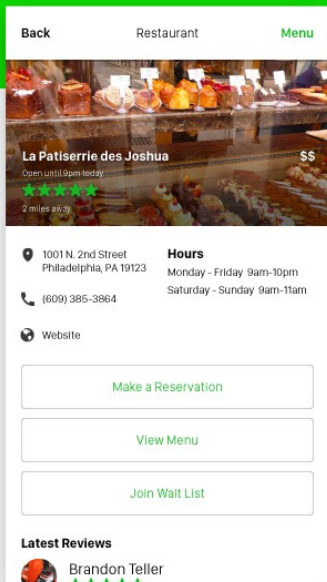 Back Restaurant Menu
La Patiserrie des Joshua $$
Open until 9pm today
2 miles away
1001 N. 2nd Street
Philadelphia, PA 19123
(609) 385-3864
Website
Hours
Monday - Friday 9am-10pm
Saturday - Sunday 9am-11am
Make a Reservation
View Menu
Join Wait List
Latest Reviews
Brandon Teller